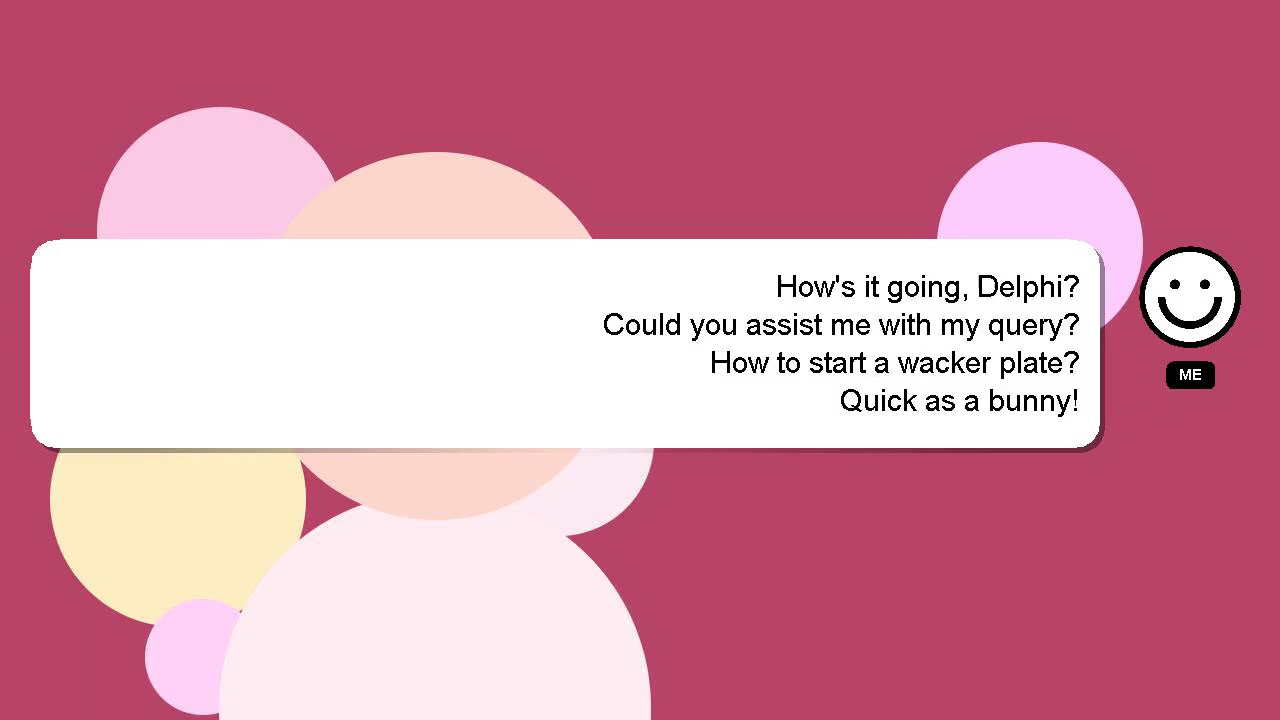 How's it going, Delphi?
Could you assist me with my query?
How to start a wacker plate?
Quick as a bunny!
ME